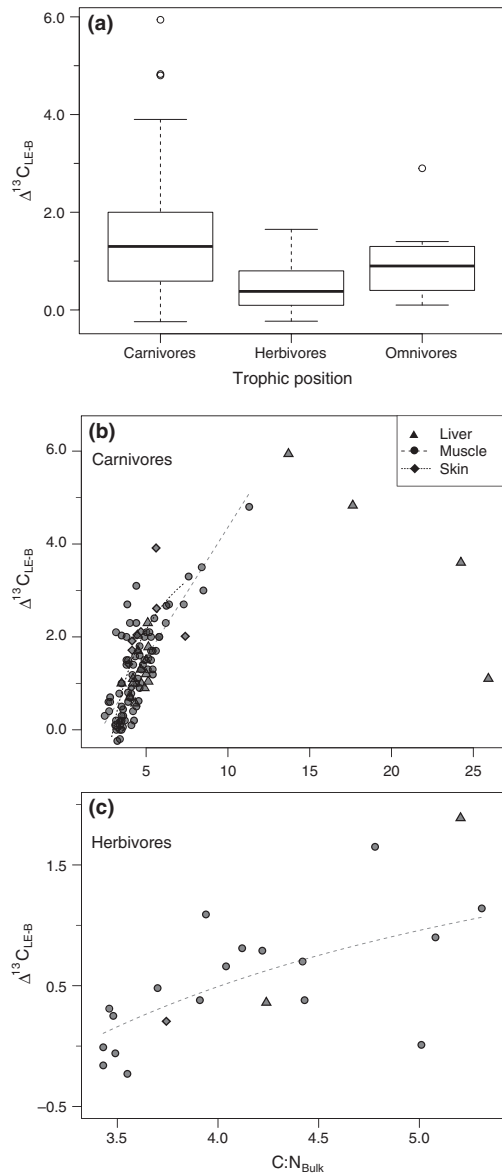 (a)
6.0
4.0
2.0
0.0
Δ13CLE-B
Carnivores
Herbivores
Omnivores
Trophic position
(b)
Carnivores
Liver
Muscle
Skin
6.0
4.0
2.0
0.0
Δ13CLE-B
5
10
15
20
25
(c)
Herbivores
1.5
0.5
−0.5
Δ13CLE-B
3.5
4.0
4.5
5.0
C:NBulk